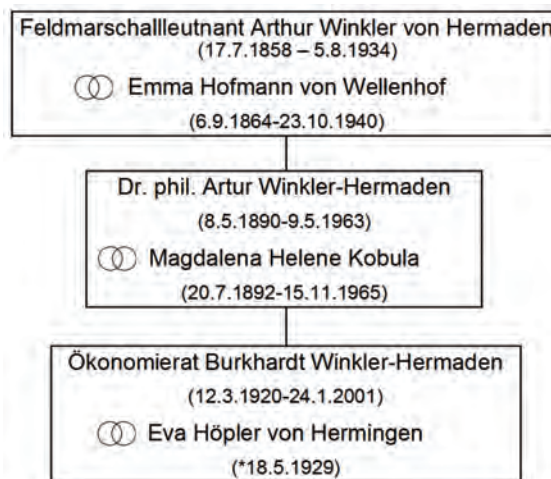 Feldmarschallleutnant Arthur Winkler von Hermaden
(17.7.1858 – 5.8.1934)
Emma Hofmann von Wellenhof
(6.9.1864-23.10.1940)
Dr. phil. Artur Winkler-Hermaden
(8.5.1890-9.5.1963)
Magdalena Helene Kobula
(20.7.1892-15.11.1965)
Ökonomierat Burkhardt Winkler-Hermaden
(12.3.1920-24.1.2001)
Eva Höpler von Hermingen
(*18.5.1929)